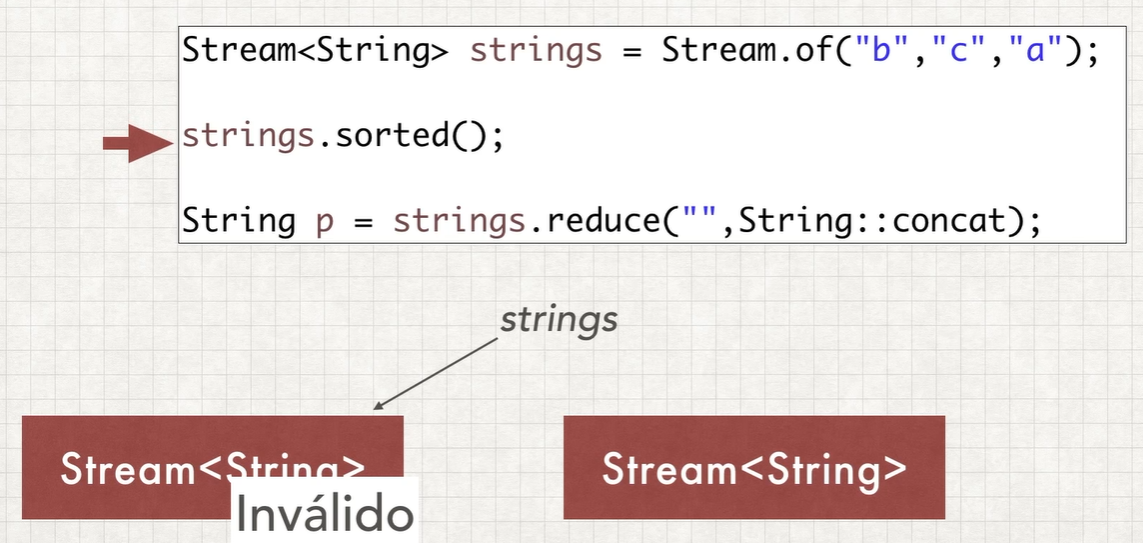 Stream<String> strings = Stream.of("b","c","a");
strings.sorted();
String p = strings.reduce("",String::concat);
strings
Stream<String>
Stream<String>
Inválido